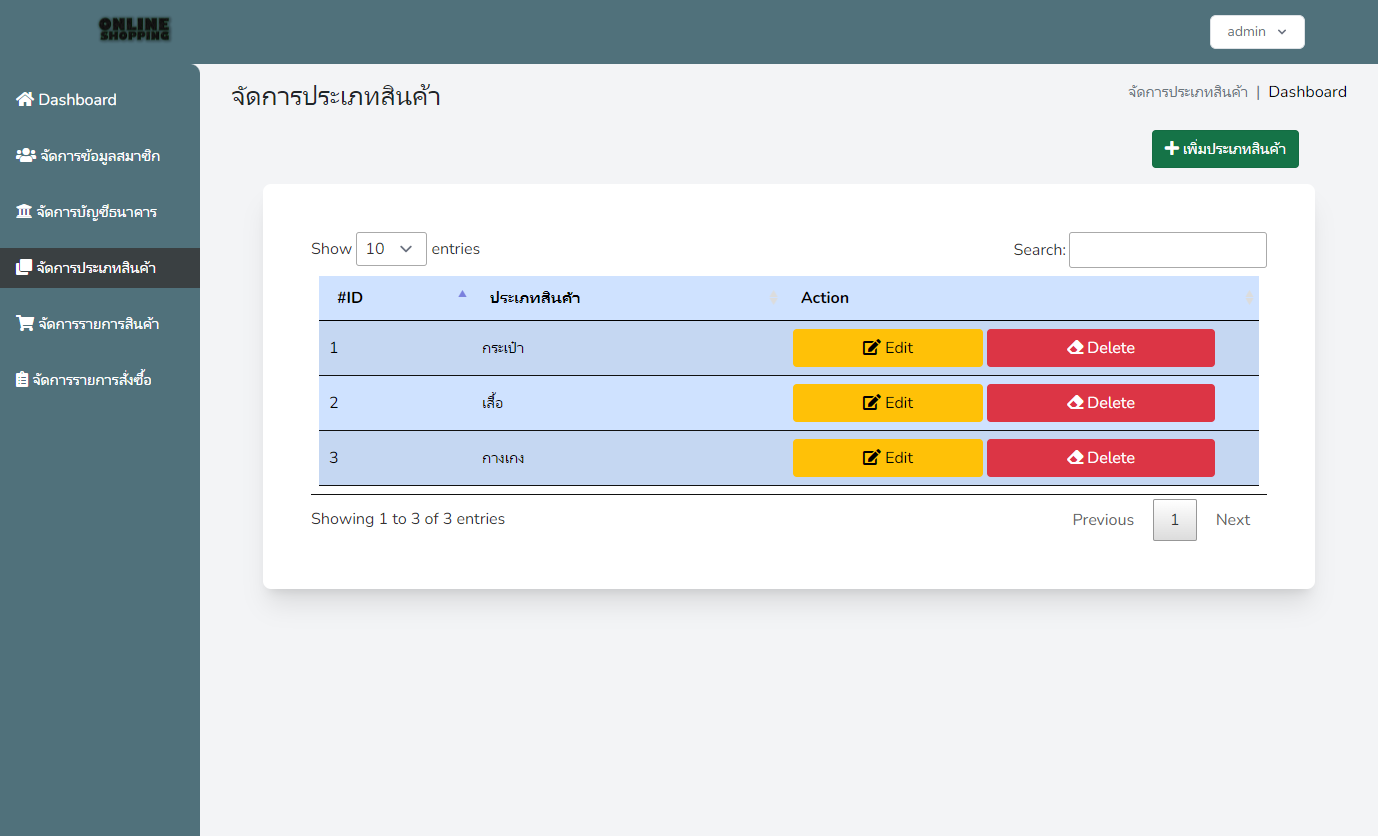 ONLINE
SHOPPING
admin
Dashboard
จัดการข้อมูลสมาชิก
จัดการบัญชีธนาคาร
จัดการประเภทสินค้า
จัดการรายการสินค้า
จัดการรายการสั่งซื้อ
จัดการประเภทสินค้า
จัดการประเภทสินค้า | Dashboard
เพิ่มประเภทสินค้า
Show 10 entries
Search:
#ID ประเภทสินค้า Action
1 กระเป๋า Edit Delete
2 เสื้อ Edit Delete
3 กางเกง Edit Delete
Showing 1 to 3 of 3 entries
Previous 1 Next